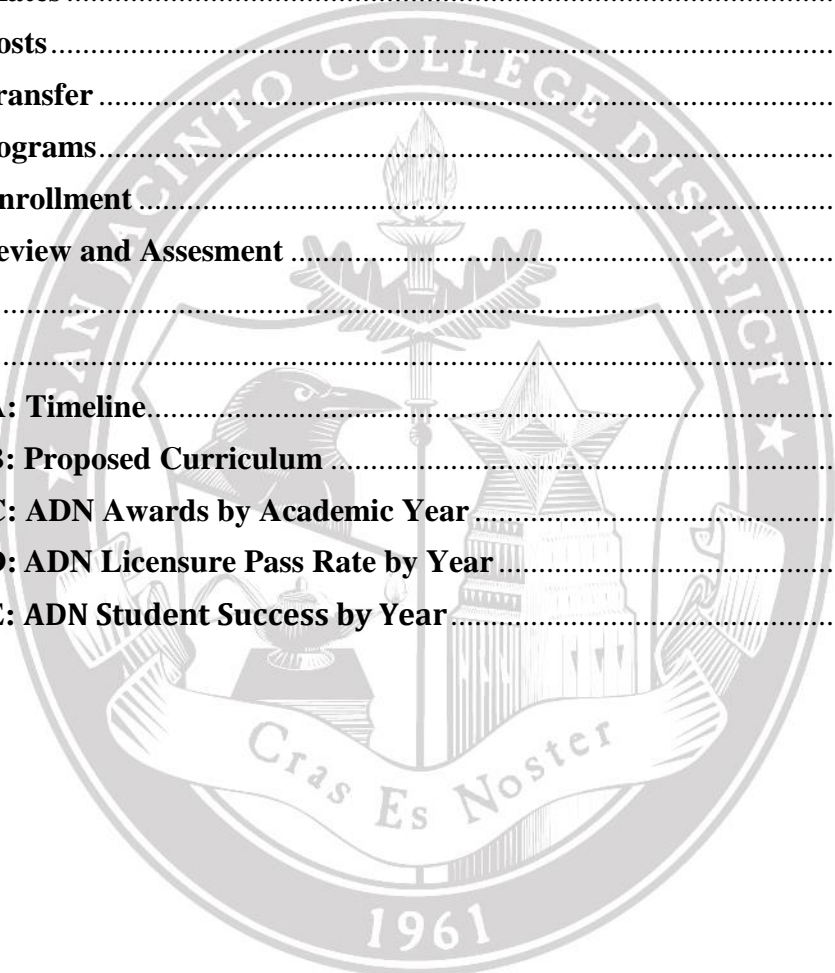 ates
osts
ransfer
ograms
nrollment
eview and Assesment
A: Timeline
B: Proposed Curriculum
C: ADN Awards by Academic Year
D: ADN Licensure Pass Rate by Year
E: ADN Student Success by Year
SAN JACINTO COLLEGE DISTRICT
Cras Es Noster
1961